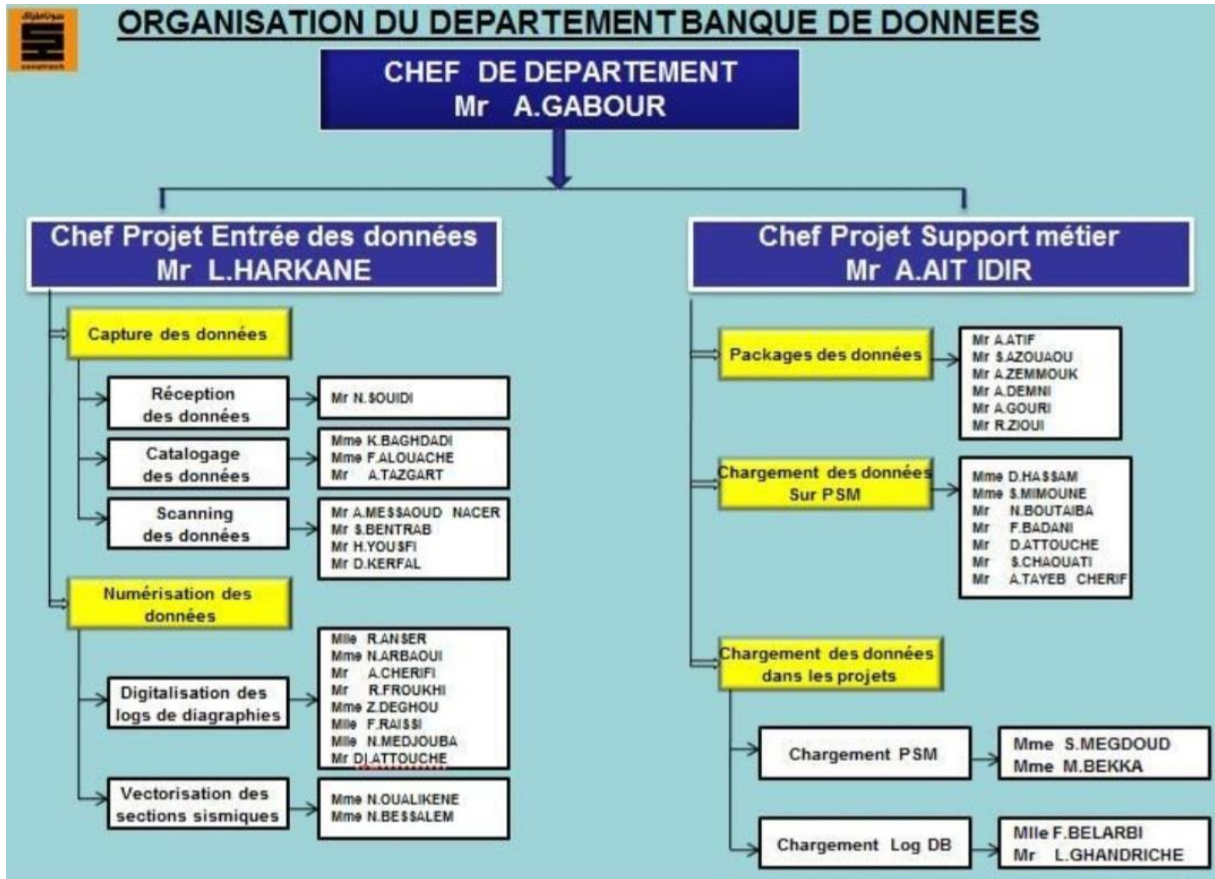 سوناطراك
sonatrach
ORGANISATION DU DEPARTEMENT BANQUE DE DONNEES
CHEF DE DEPARTEMENT
Mr A.GABOUR
Chef Projet Entrée des données
Mr L.HARKANE
Capture des données
Réception
des données
Mr N.SOUIDI
Catalogage
des données
Mme K.BAGHDADI
Mme F.ALOUACHE
Mr A.TAZGART
Scanning
des données
Mr A.MESSAOUD NACER
Mr S.BENTRAB
Mr H.YOUSFI
Mr D.KERFAL
Numérisation des
données
Digitalisation des
logs de diagraphies
Mlle R.ANSER
Mme N.ARBAOUI
Mr A.CHERIFI
Mr R.FROUKHI
Mme Z.DEGHOU
Mlle F.RAISSI
Mlle N.MEDJOUBA
Mr DJ.ATTOUCHE
Vectorisation des
sections sismiques
Mme N.OUALIKENE
Mme N.BESSALEM
Chef Projet Support métier
Mr A.AIT IDIR
Packages des données
Mr A.ATIF
Mr S.AZOUAOU
Mr A.ZEMMOUK
Mr A.DEMNI
Mr A.GOURI
Mr R.ZIOUI
Chargement des données
Sur PSM
Mme D.HASSAM
Mme S.MIMOUNE
Mr N.BOUTAIBA
Mr F.BADANI
Mr D.ATTOUCHE
Mr S.CHAOUATI
Mr A.TAYEB CHERIF
Chargement des données
dans les projets
Chargement PSM
Mme S.MEGDOUD
Mme M.BEKKA
Chargement Log DB
Mlle F.BELARBI
Mr L.GHANDRICHE